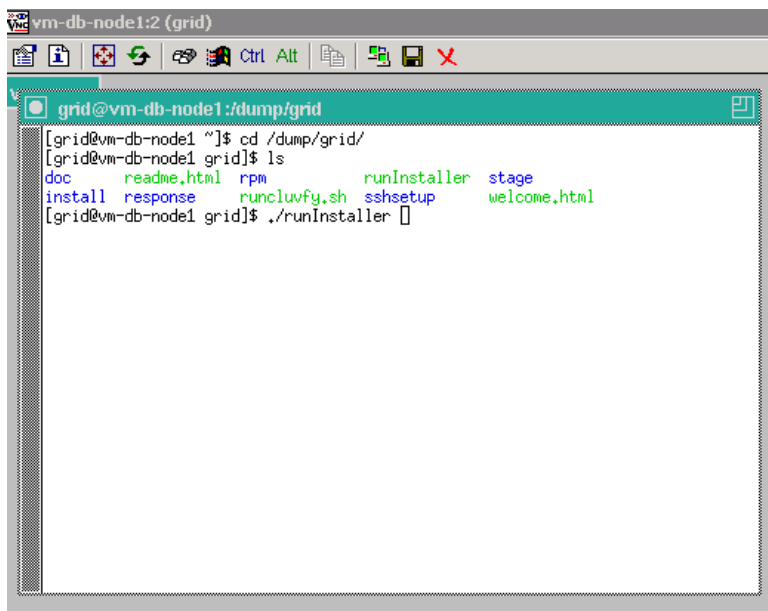 vm-db-node1:2 (grid)
Ctrl Alt
grid@vm-db-node1:/dump/grid
[grid@vm-db-node1 ~]$ cd /dump/grid/
[grid@vm-db-node1 grid]$ ls
doc readme.html rpm runInstaller stage
install response runcluvfy.sh sshsetup welcome.html
[grid@vm-db-node1 grid]$ ./runInstaller